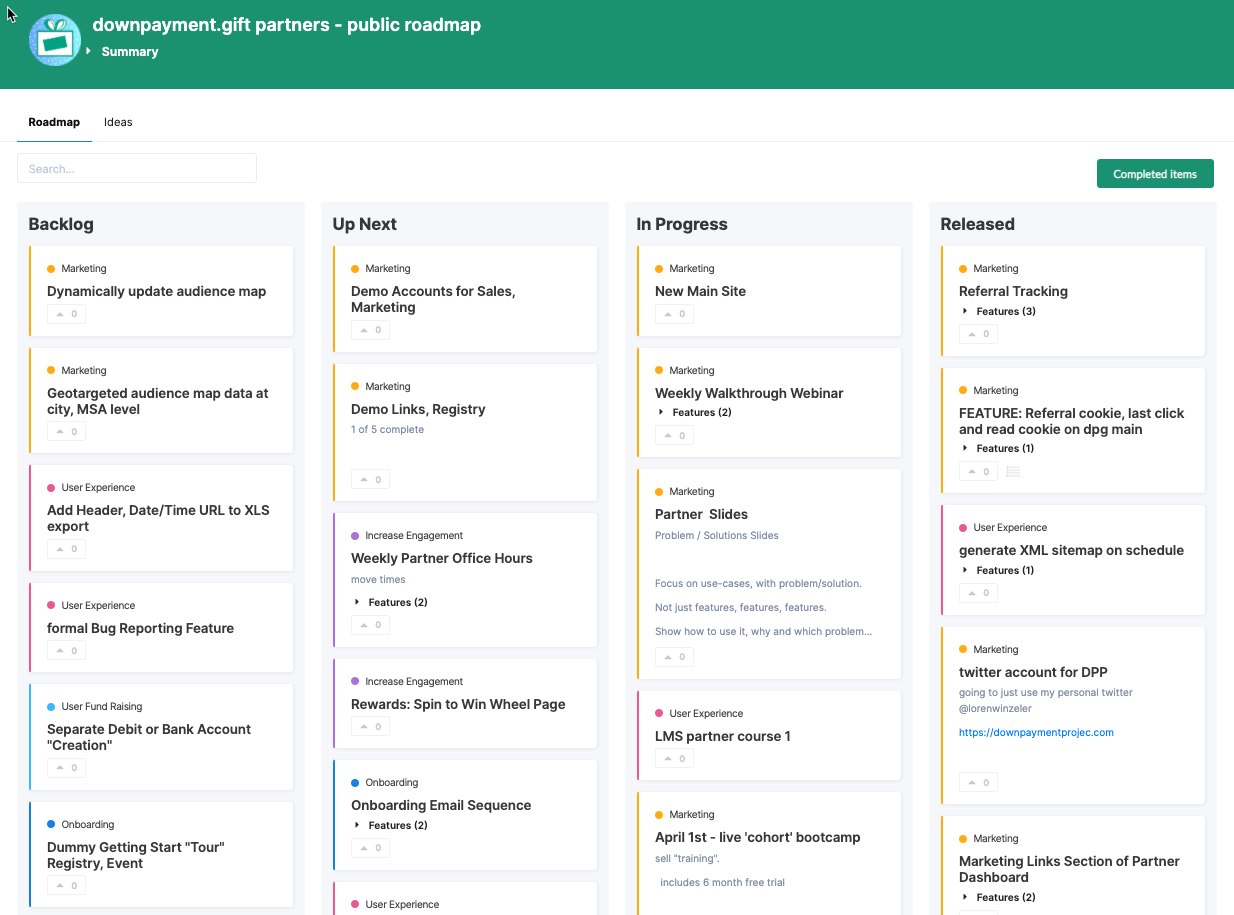 downpayment.gift partners - public roadmap
Summary
Roadmap
Ideas
Search...
Completed items
Backlog
Marketing
Dynamically update audience map
0
Marketing
Geotargeted audience map data at
city, MSA level
0
User Experience
Add Header, Date/Time URL to XLS
export
0
User Experience
formal Bug Reporting Feature
0
User Fund Raising
Separate Debit or Bank Account
"Creation"
0
Onboarding
Dummy Getting Start "Tour"
Registry, Event
0
Up Next
Marketing
Demo Accounts for Sales,
Marketing
0
Marketing
Demo Links, Registry
1 of 5 complete
0
Increase Engagement
Weekly Partner Office Hours
move times
Features (2)
0
Increase Engagement
Rewards: Spin to Win Wheel Page
0
Onboarding
Onboarding Email Sequence
Features (2)
0
User Experience
In Progress
Marketing
New Main Site
0
Marketing
Weekly Walkthrough Webinar
Features (2)
0
Marketing
Partner  Slides
Problem / Solutions Slides
Focus on use-cases, with problem/solution.
Not just features, features, features.
Show how to use it, why and which problem...
0
User Experience
LMS partner course 1
0
Marketing
April 1st - live 'cohort' bootcamp
sell "training".
includes 6 month free trial
Released
Marketing
Referral Tracking
Features (3)
0
Marketing
FEATURE: Referral cookie, last click
and read cookie on dpg main
Features (1)
0
User Experience
generate XML sitemap on schedule
Features (1)
0
Marketing
twitter account for DPP
going to just use my personal twitter
@lorenwinzeler
https://downpaymentprojec.com
0
Marketing
Marketing Links Section of Partner
Dashboard
Features (2)